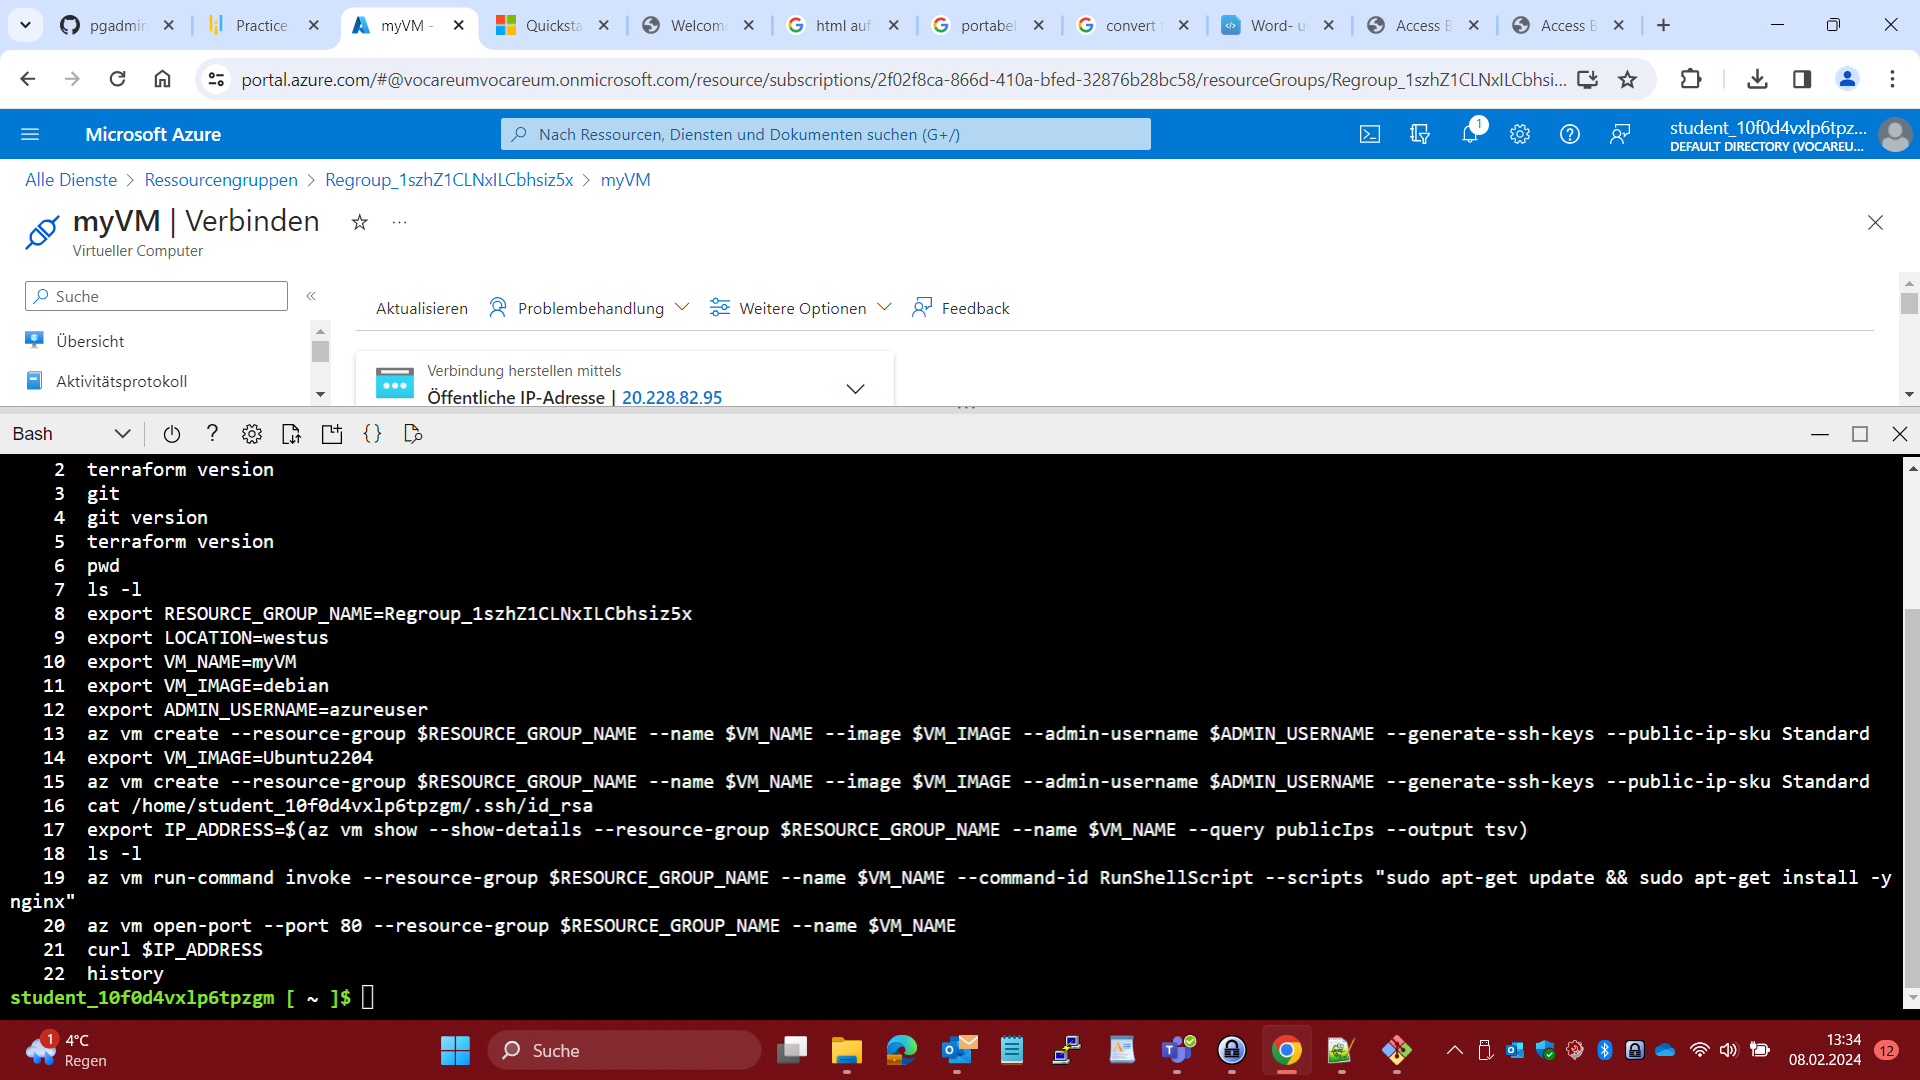 pgadmin
Practice
myVM -
Quicksta
Welcom
html auf
portabel
convert
Word- u
Access B
Access B
portal.azure.com/#@vocareumvocareum.onmicrosoft.com/resource/subscriptions/2f02f8ca-866d-410a-bfed-32876b28bc58/resourceGroups/Regroup_1szhZ1CLNxILCbhsi...
Microsoft Azure
Nach Ressourcen, Diensten und Dokumenten suchen (G+/)
1
student_10f0d4vxlp6tpz...
DEFAULT DIRECTORY (VOCAREU...
Alle Dienste > Ressourcengruppen > Regroup_1szhZ1CLNxILCbhsiz5x > myVM
myVM | Verbinden
Virtueller Computer
Suche
Übersicht
Aktivitätsprotokoll
Aktualisieren
Problembehandlung
Weitere Optionen
Feedback
Verbindung herstellen mittels
Öffentliche IP-Adresse | 20.228.82.95
Bash
2 terraform version
3 git
4 git version
5 terraform version
6 pwd
7 ls -l
8 export RESOURCE_GROUP_NAME=Regroup_1szhZ1CLNxILCbhsiz5x
9 export LOCATION=westus
10 export VM_NAME=myVM
11 export VM_IMAGE=debian
12 export ADMIN_USERNAME=azureuser
13 az vm create --resource-group $RESOURCE_GROUP_NAME --name $VM_NAME --image $VM_IMAGE --admin-username $ADMIN_USERNAME --generate-ssh-keys --public-ip-sku Standard
14 export VM_IMAGE=Ubuntu2204
15 az vm create --resource-group $RESOURCE_GROUP_NAME --name $VM_NAME --image $VM_IMAGE --admin-username $ADMIN_USERNAME --generate-ssh-keys --public-ip-sku Standard
16 cat /home/student_10f0d4vxlp6tpzgm/.ssh/id_rsa
17 export IP_ADDRESS=$(az vm show --show-details --resource-group $RESOURCE_GROUP_NAME --name $VM_NAME --query publicIps --output tsv)
18 ls -l
19 az vm run-command invoke --resource-group $RESOURCE_GROUP_NAME --name $VM_NAME --command-id RunShellScript --scripts "sudo apt-get update && sudo apt-get install -y
nginx"
20 az vm open-port --port 80 --resource-group $RESOURCE_GROUP_NAME --name $VM_NAME
21 curl $IP_ADDRESS
22 history
student_10f0d4vxlp6tpzgm [ ~ ]$
1
4°C
Regen
Suche
13:34
08.02.2024
12